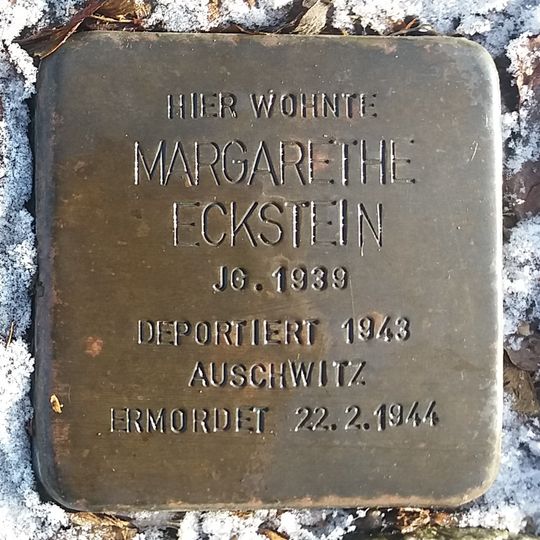 HIER WOHNTE
MARGARETHE
ECKSTEIN
JG. 1939
DEPORTIERT 1943
AUSCHWITZ
ERMORDET 22.2.1944